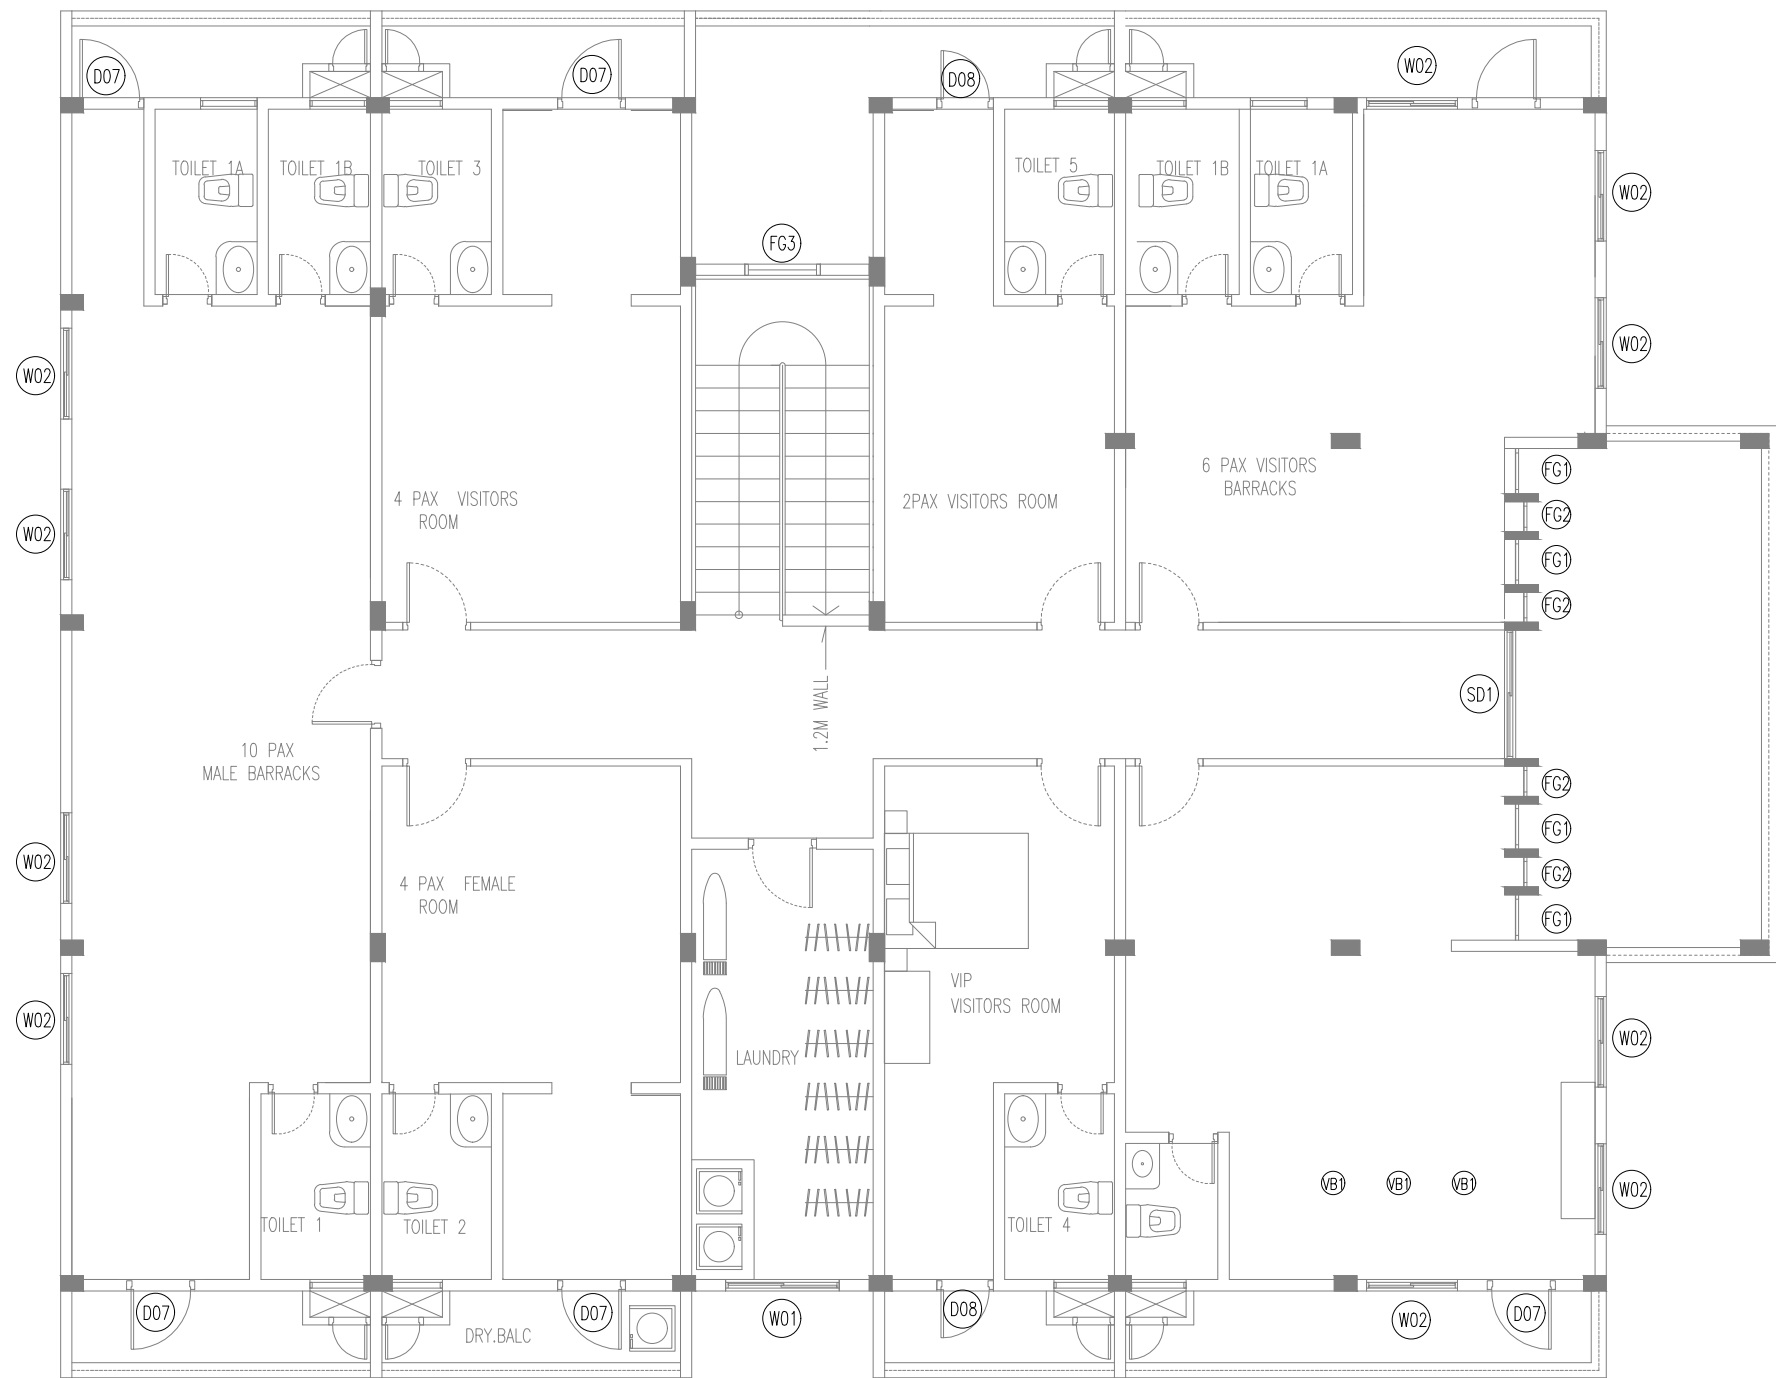 D07
D07
D08
W02
TOILET 1A
TOILET 1B
TOILET 3
TOILET 5
TOILET 1B
TOILET 1A
W02
FG3
W02
W02
FG1
6 PAX VISITORS
BARRACKS
4 PAX VISITORS
ROOM
2PAX VISITORS ROOM
FG2
W02
FG1
FG2
SD1
1.2M WALL
10 PAX
MALE BARRACKS
FG2
FG1
W02
FG2
4 PAX FEMALE
ROOM
FG1
VIP
VISITORS ROOM
W02
W02
LAUNDRY
VB1
VB1
VB1
W02
TOILET 1
TOILET 2
TOILET 4
D07
D07
D08
D07
W01
W02
DRY.BALC